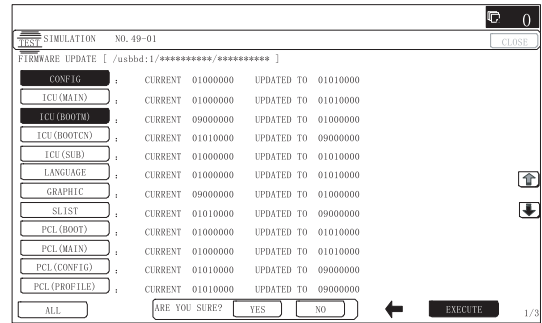 0
TEST SIMULATION NO. 49-01
CLOSE
FIRMWARE UPDATE [ /usbbd:1/**********/********** ]
CONFIG : CURRENT 01000000 UPDATED TO 01010000
ICU(MAIN) : CURRENT 01000000 UPDATED TO 01010000
ICU(BOOTM) : CURRENT 09000000 UPDATED TO 01000000
ICU(BOOTCN) : CURRENT 01010000 UPDATED TO 09000000
ICU(SUB) : CURRENT 01000000 UPDATED TO 01010000
LANGUAGE : CURRENT 01000000 UPDATED TO 01010000
GRAPHIC : CURRENT 09000000 UPDATED TO 01000000
SLIST : CURRENT 01010000 UPDATED TO 09000000
PCL(BOOT) : CURRENT 01000000 UPDATED TO 01010000
PCL(MAIN) : CURRENT 01000000 UPDATED TO 01010000
PCL(CONFIG) : CURRENT 01010000 UPDATED TO 09000000
PCL(PROFILE) : CURRENT 01010000 UPDATED TO 09000000
ALL ARE YOU SURE? YES NO EXECUTE 1/3